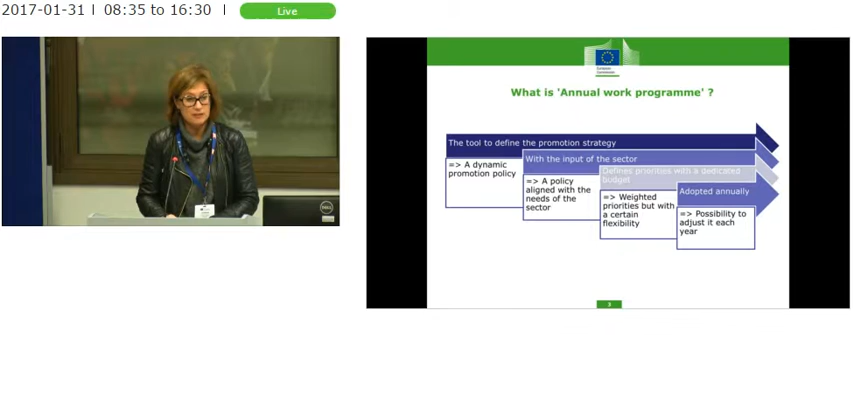 2017-01-31 | 08:35 to 16:30 |
Live
DELL
European
Commission
What is 'Annual work programme' ?
The tool to define the promotion strategy
=> A dynamic
promotion policy
With the input of the sector
=> A policy
aligned with the
needs of the
sector
Defines priorities with a dedicated
budget
=> Weighted
priorities but with
a certain
flexibility
Adopted annually
=> Possibility to
adjust it each
year
3